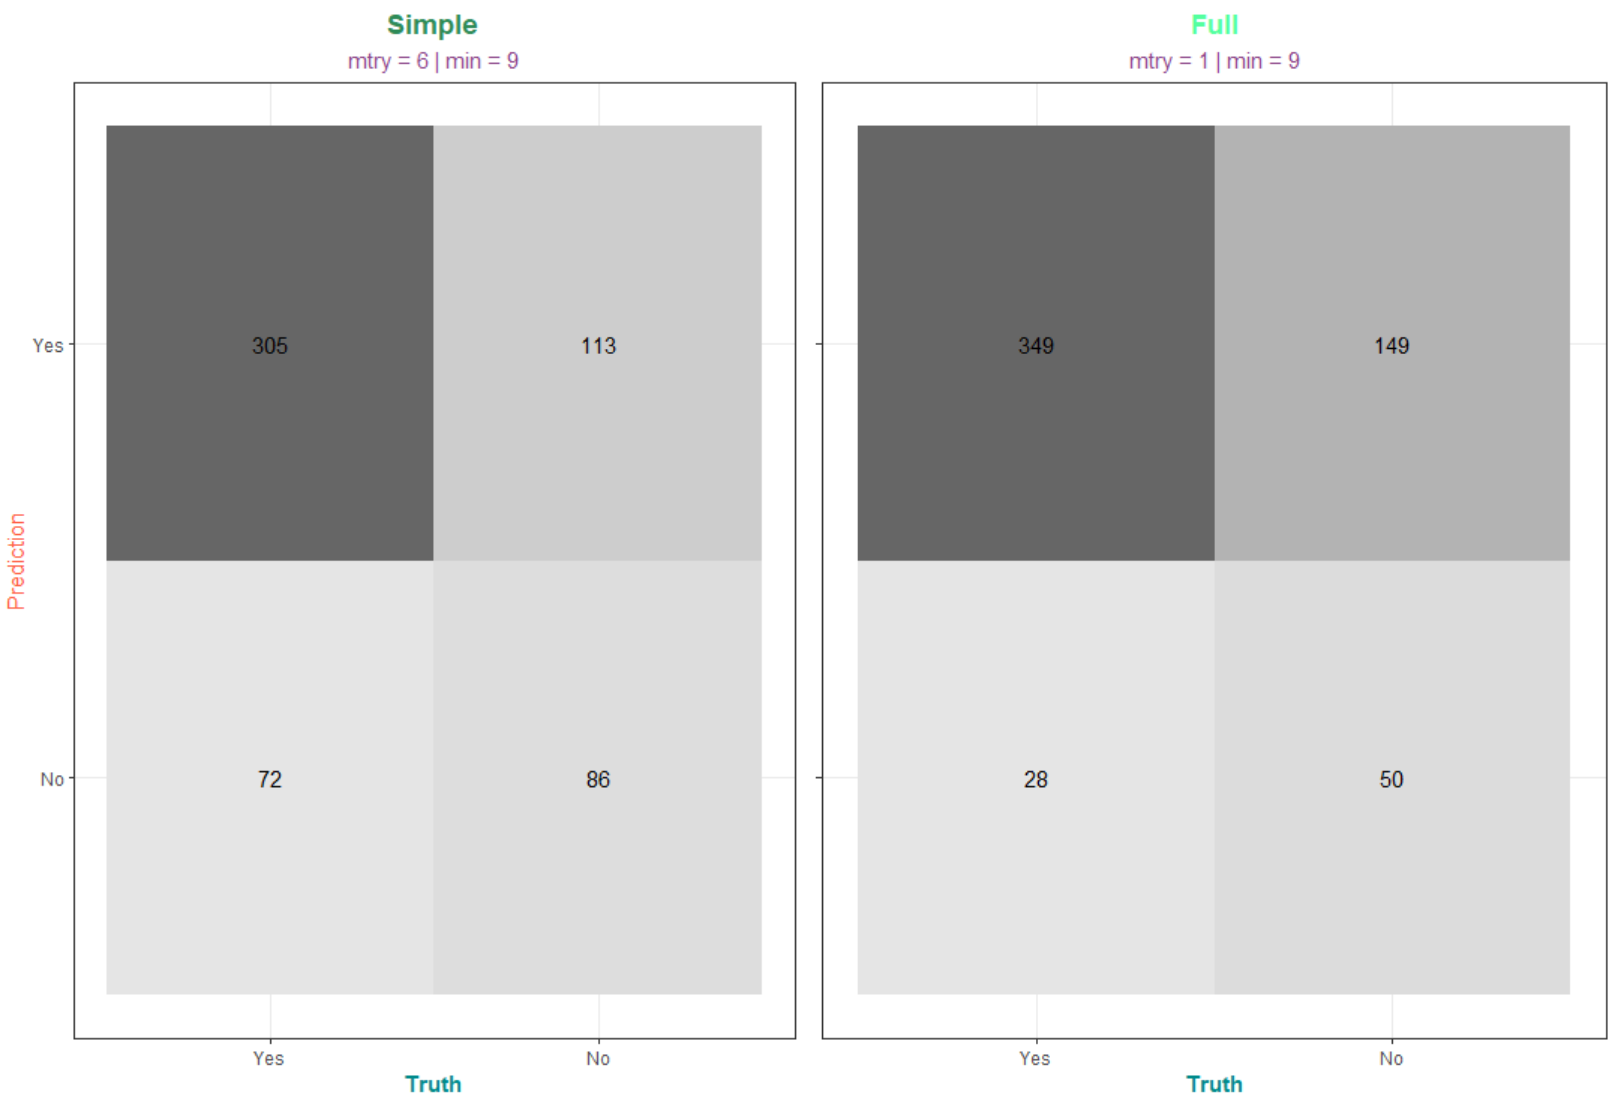 Simple
mtry = 6 | min = 9
Full
mtry = 1 | min = 9
Prediction
Yes
305
113
349
149
No
72
86
28
50
Yes
No
Yes
No
Truth
Truth